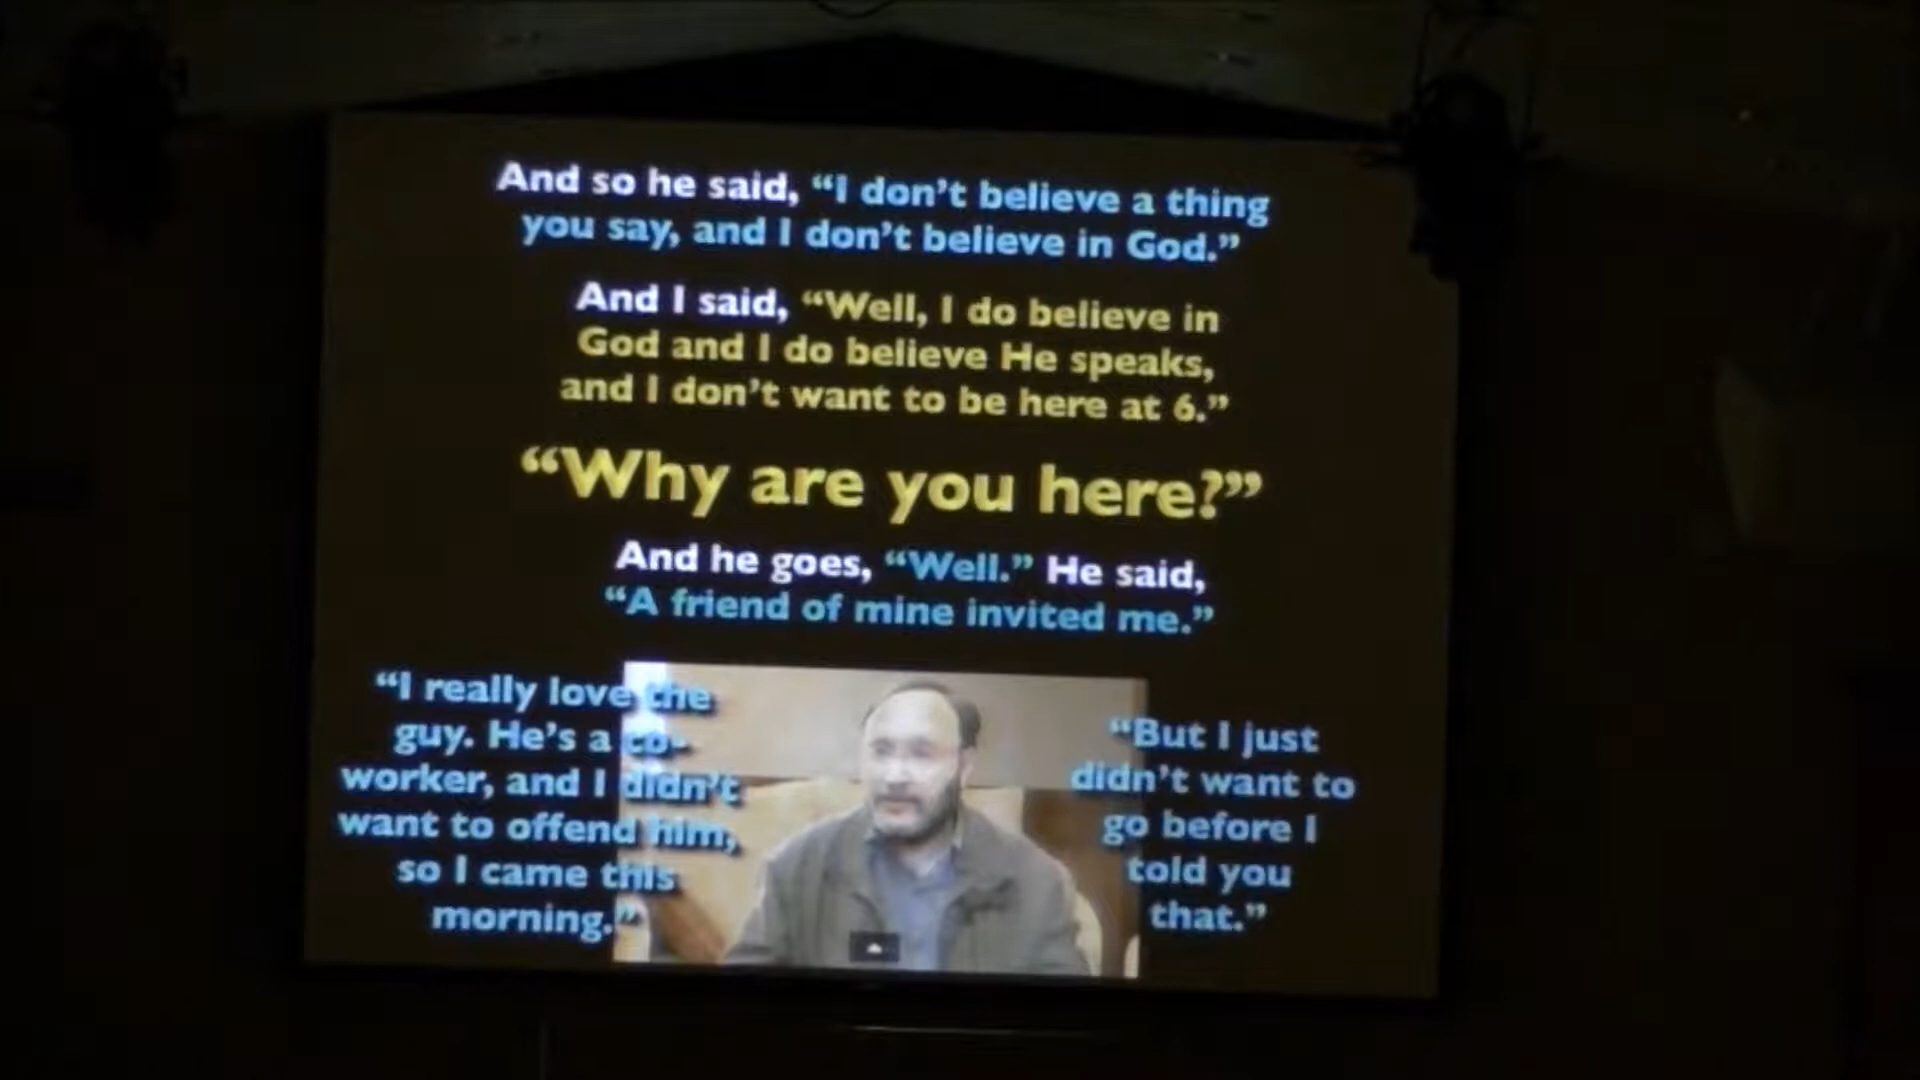 And so he said, “I don’t believe a thing
you say, and I don’t believe in God.”
And I said, “Well, I do believe in
God and I do believe He speaks,
and I don’t want to be here at 6.”
“Why are you here?”
And he goes, “Well.” He said,
“A friend of mine invited me.”
“I really love the
guy. He’s a co-
worker, and I didn’t
want to offend him,
so I came this
morning.”
“But I just
didn’t want to
go before I
told you
that.”